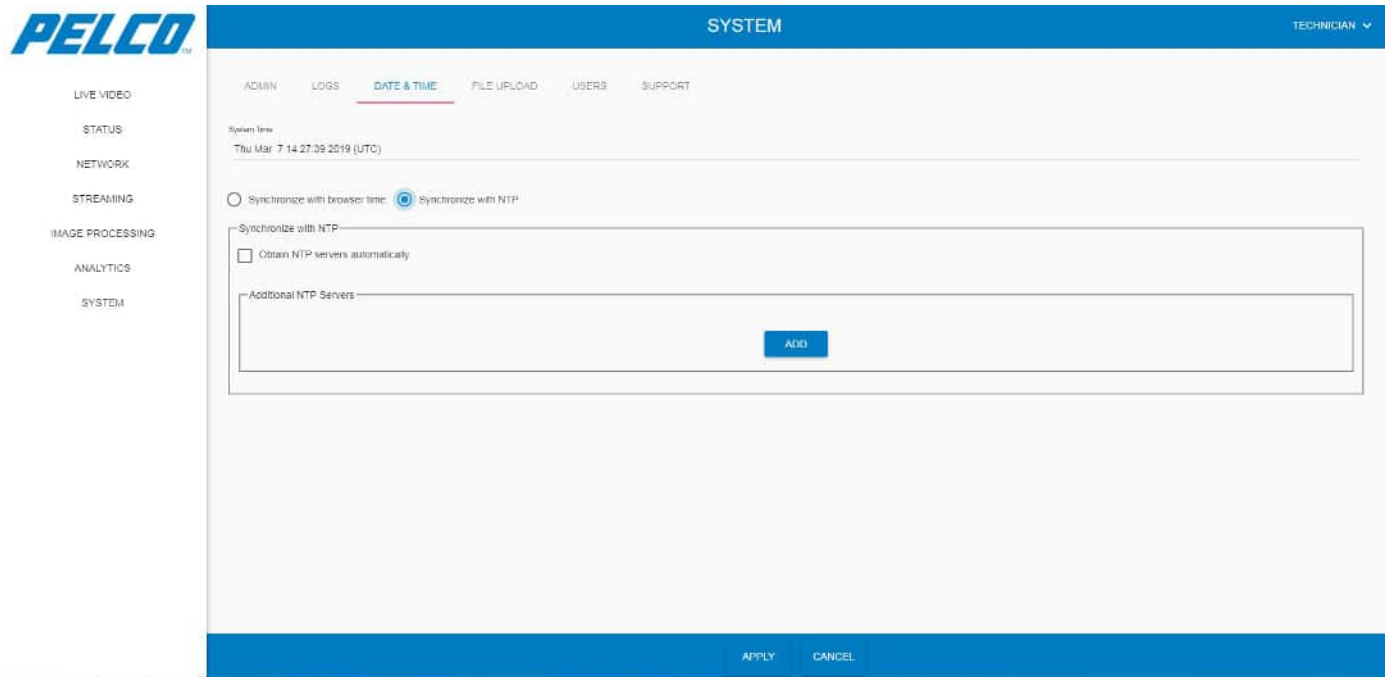 PELCO
TM
SYSTEM
TECHNICIAN
LIVE VIDEO
STATUS
NETWORK
STREAMING
IMAGE PROCESSING
ANALYTICS
SYSTEM
ADMIN LOGS DATE & TIME FILE UPLOAD USERS SUPPORT
System Time
Thu Mar 7 14:27:39 2019 (UTC)
Synchronize with browser time Synchronize with NTP
Synchronize with NTP
Obtain NTP servers automatically
Additional NTP Servers
ADD
APPLY CANCEL